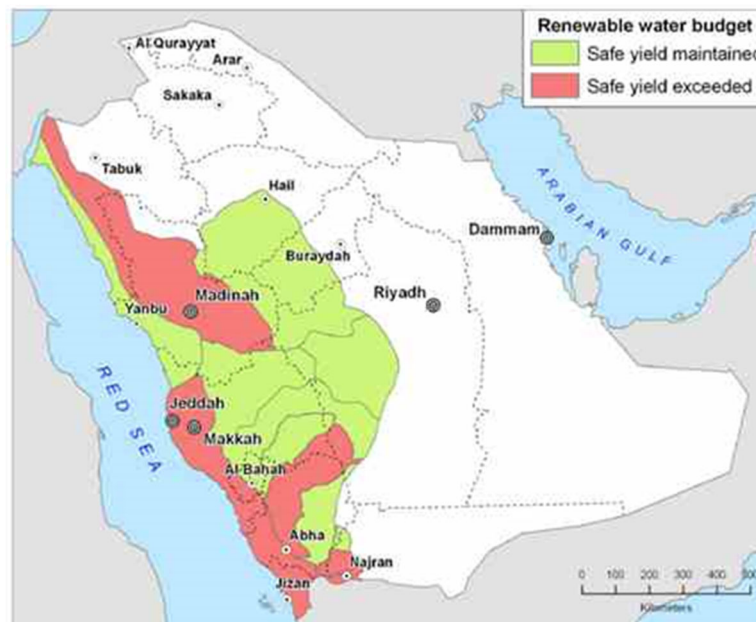 Renewable water budget
Safe yield maintained
Safe yield exceeded
Al Qurayyat
Arar
Sakaka
Tabuk
Hail
Buraydah
Dammam
ARABIAN GULF
Riyadh
Madinah
Yanbu
RED SEA
Jeddah
Makkah
Al-Bahah
Abha
Najran
Jizan
0 100 200 300 400 500
Kilometers